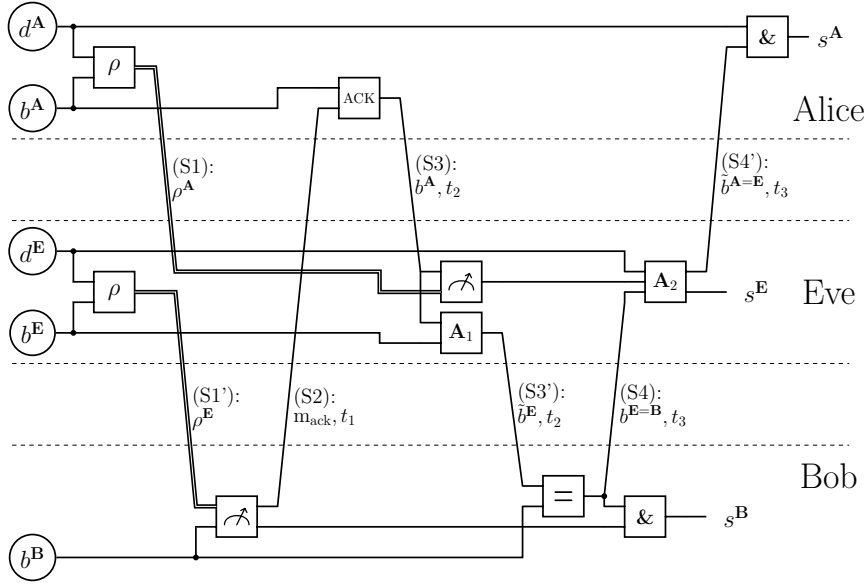 d^A
&
s^A
ρ
b^A
ACK
Alice
(S1):
ρ^A
(S3):
b^A, t_2
(S4'):
b̃^{A=E}, t_3
d^E
ρ
A_2
s^E
Eve
b^E
A_1
(S1'):
ρ^E
(S2):
m_ack, t_1
(S3'):
b̃^E, t_2
(S4):
b^{E=B}, t_3
Bob
=
&
s^B
b^B